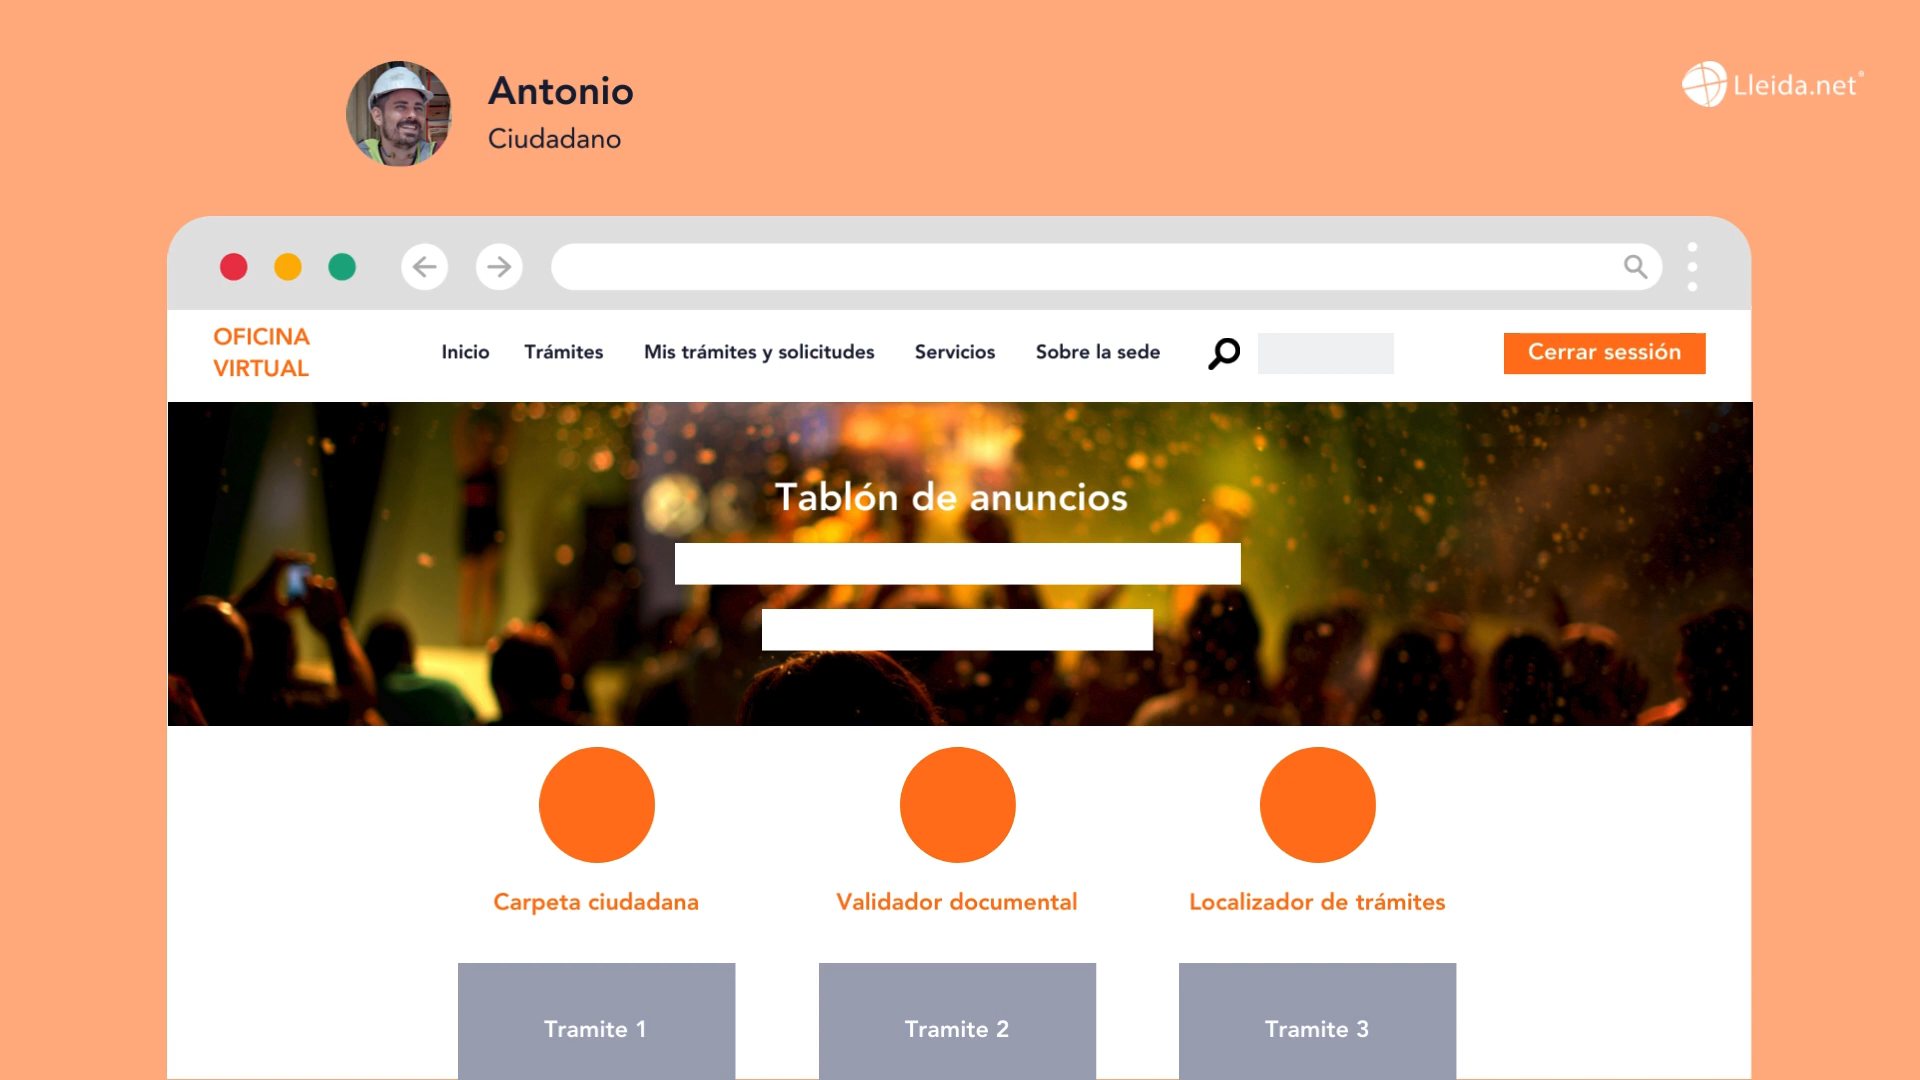 Antonio
Ciudadano
Lleida.net®
OFICINA
VIRTUAL
Inicio
Trámites
Mis trámites y solicitudes
Servicios
Sobre la sede
Cerrar sessión
Tablón de anuncios
Carpeta ciudadana
Validador documental
Localizador de trámites
Tramite 1
Tramite 2
Tramite 3